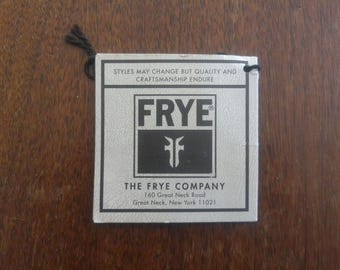 STYLES MAY CHANGE BUT QUALITY AND
CRAFTSMANSHIP ENDURE
FRYE®
THE FRYE COMPANY
160 Great Neck Road
Great Neck, New York 11021